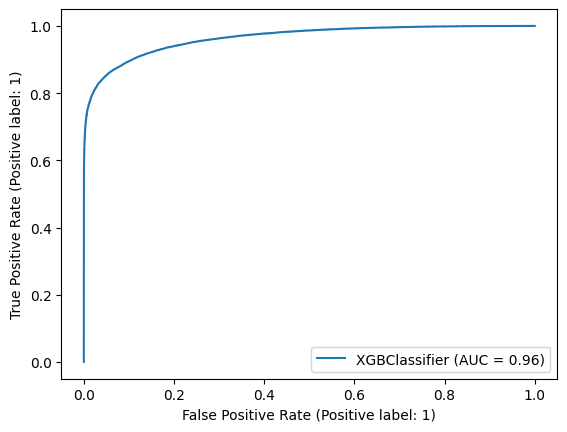 1.0
0.8
0.6
0.4
0.2
0.0
True Positive Rate (Positive label: 1)
XGBClassifier (AUC = 0.96)
0.0 0.2 0.4 0.6 0.8 1.0
False Positive Rate (Positive label: 1)